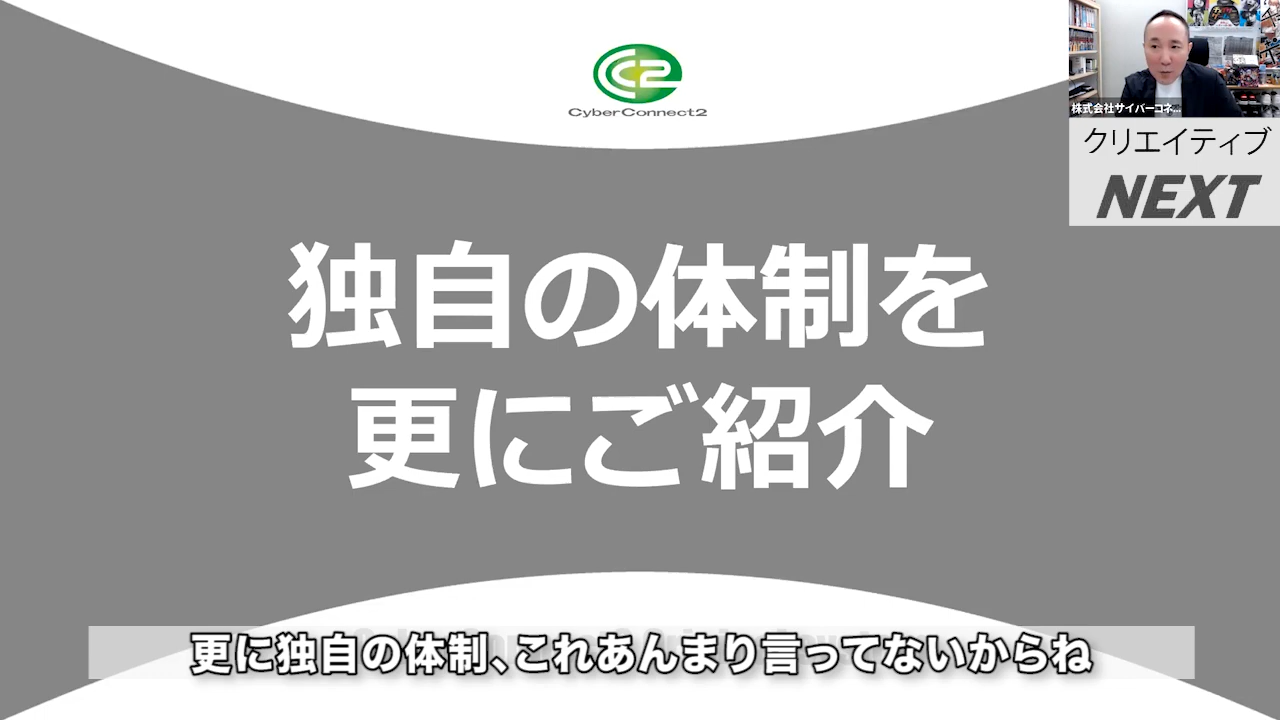 CC2
CyberConnect2
株式会社サイバーコネ...
クリエイティブ
NEXT
独自の体制を
更にご紹介
更に独自の体制、これあんまり言ってないからね